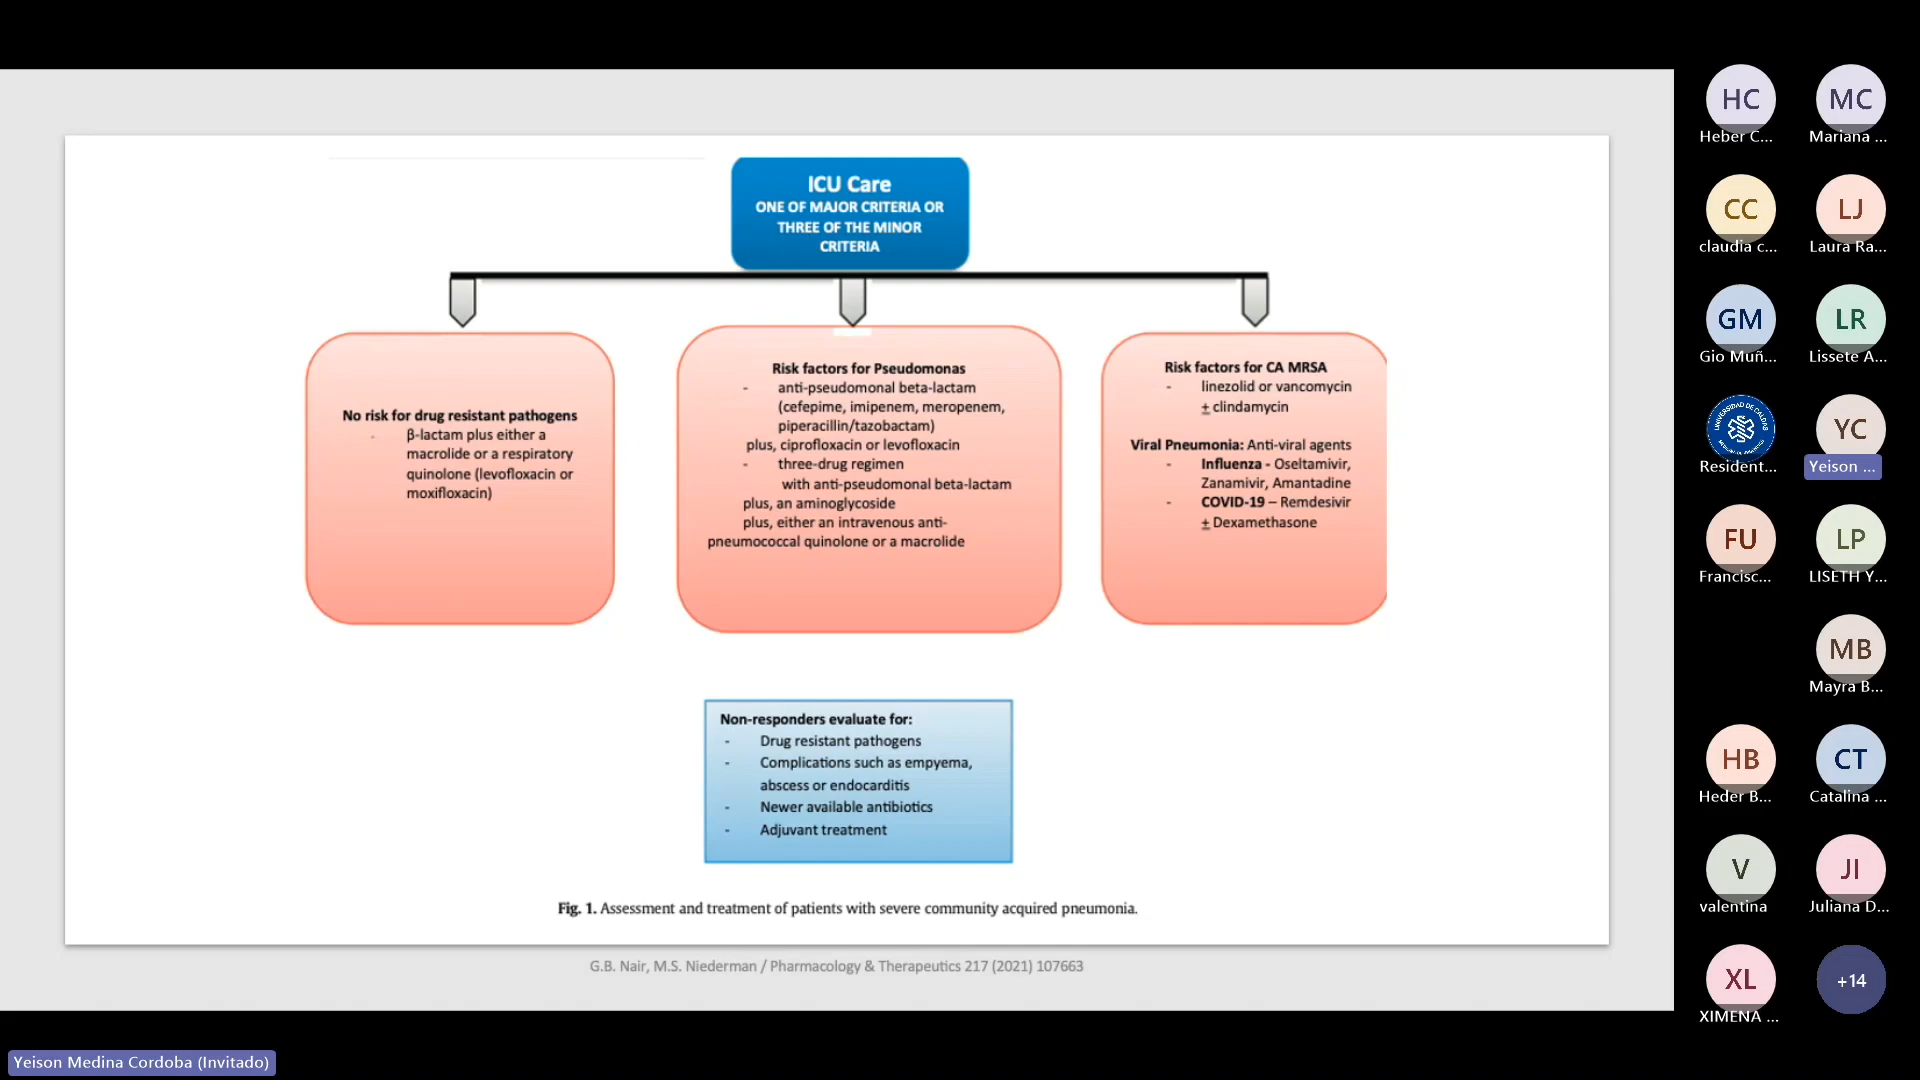 ICU Care
ONE OF MAJOR CRITERIA OR
THREE OF THE MINOR
CRITERIA
No risk for drug resistant pathogens
- β-lactam plus either a
macrolide or a respiratory
quinolone (levofloxacin or
moxifloxacin)
Risk factors for Pseudomonas
- anti-pseudomonal beta-lactam
(cefepime, imipenem, meropenem,
piperacillin/tazobactam)
plus, ciprofloxacin or levofloxacin
- three-drug regimen
with anti-pseudomonal beta-lactam
plus, an aminoglycoside
plus, either an intravenous anti-
pneumococcal quinolone or a macrolide
Risk factors for CA MRSA
- linezolid or vancomycin
± clindamycin
Viral Pneumonia: Anti-viral agents
- Influenza - Oseltamivir,
Zanamivir, Amantadine
- COVID-19 – Remdesivir
± Dexamethasone
Non-responders evaluate for:
- Drug resistant pathogens
- Complications such as empyema,
abscess or endocarditis
- Newer available antibiotics
- Adjuvant treatment
Fig. 1. Assessment and treatment of patients with severe community acquired pneumonia.
G.B. Nair, M.S. Niederman / Pharmacology & Therapeutics 217 (2021) 107663
HC
Heber C...
MC
Mariana ...
CC
claudia c...
LJ
Laura Ra...
GM
Gio Muñ...
LR
Lissete A...
UNIVERSIDAD DE CALDAS
Resident...
YC
Yeison ...
FU
Francisc...
LP
LISETH Y...
MB
Mayra B...
HB
Heder B...
CT
Catalina ...
V
valentina
JI
Juliana D...
XL
XIMENA ...
+14
Yeison Medina Cordoba (Invitado)